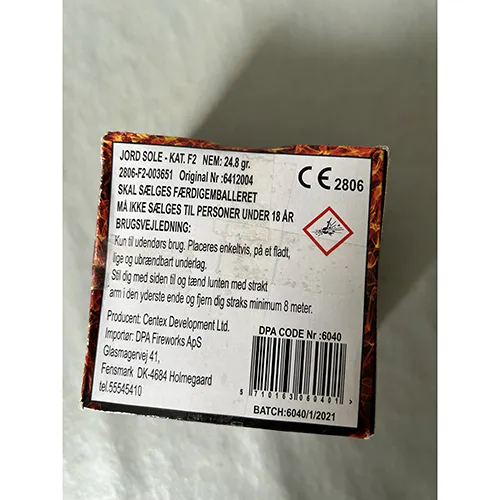 JORD SOLE - KAT. F2 NEM: 24.8 gr.
2806-F2-003651 Original Nr :6412004
CE 2806
SKAL SÆLGES FÆRDIGEMBALLERET
MÅ IKKE SÆLGES TIL PERSONER UNDER 18 ÅR
BRUGSVEJLEDNING:
Kun til udendørs brug. Placeres enkeltvis, på et fladt,
lige og ubrændbart underlag.
Stil dig med siden til og tænd lunten med strakt
arm i den yderste ende og fjern dig straks minimum 8 meter.
Producent: Centex Development Ltd.
Importør: DPA Fireworks ApS
Glasmagervej 41,
Fensmark DK-4684 Holmegaard
tel.55545410
DPA CODE Nr :6040
5 710163 060401 >
BATCH:6040/1/2021